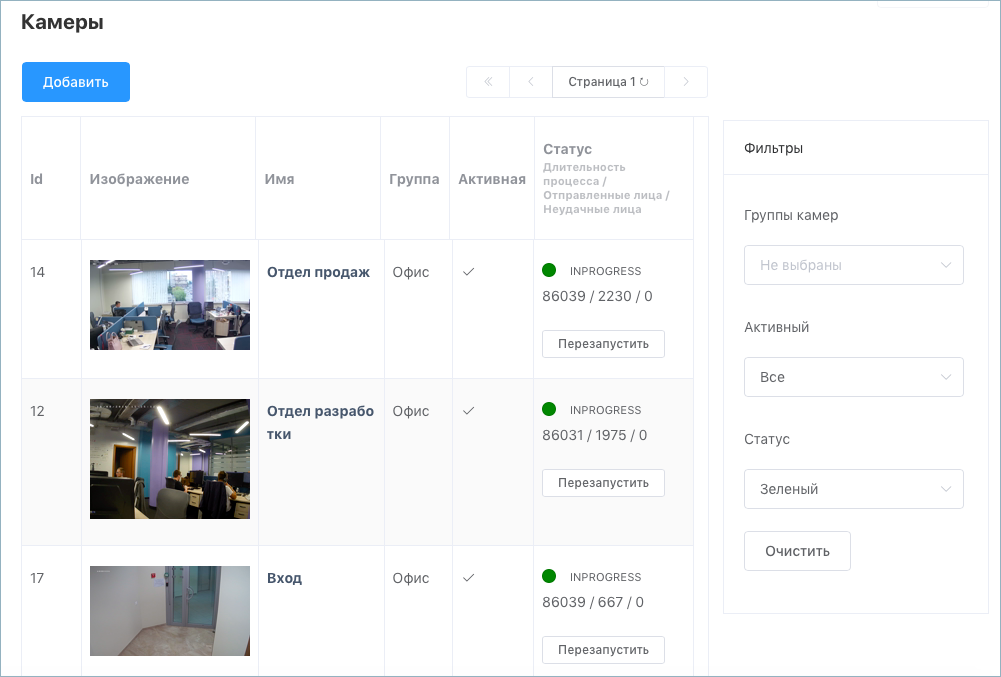 Камеры
Добавить
Страница 1
Id
Изображение
Имя
Группа
Активная
Статус
Длительность
процесса /
Отправленные лица /
Неудачные лица
14
Отдел продаж
Офис
INPROGRESS
86039 / 2230 / 0
Перезапустить
12
Отдел разрабо
тки
Офис
INPROGRESS
86031 / 1975 / 0
Перезапустить
17
Вход
Офис
INPROGRESS
86039 / 667 / 0
Перезапустить
Фильтры
Группы камер
Не выбраны
Активный
Все
Статус
Зеленый
Очистить